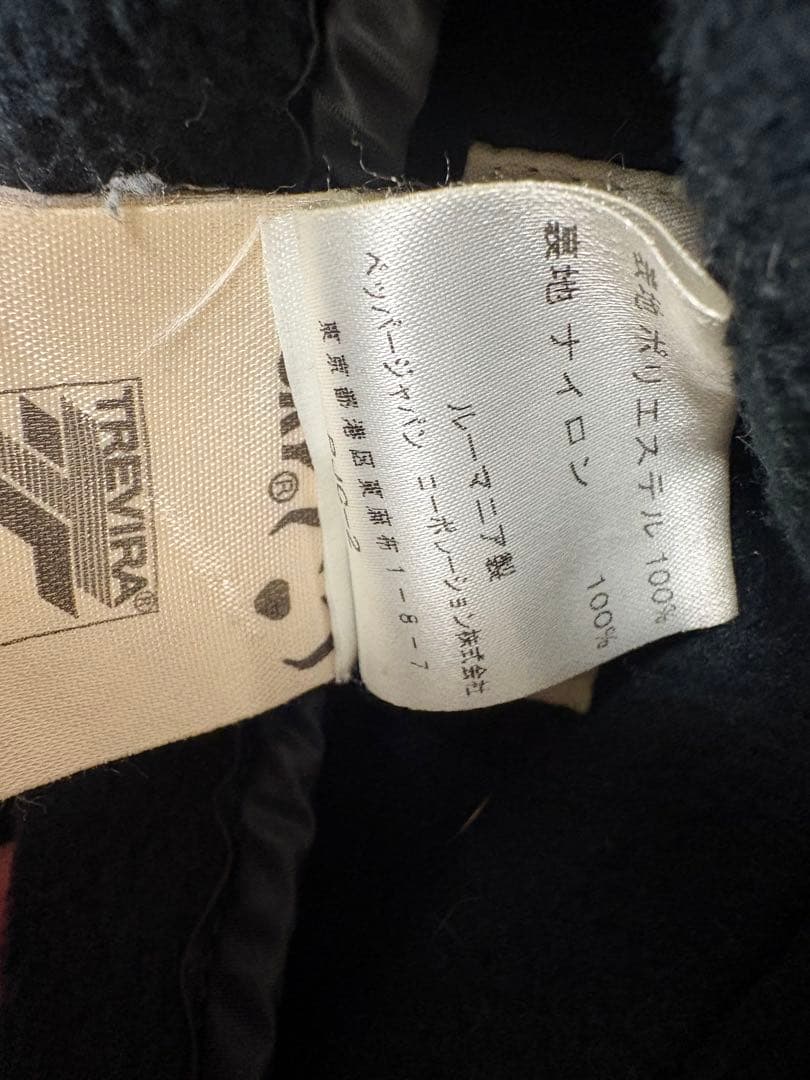 表地 ポリエステル 100%
裏地 ナイロン 100%
ルーマニア製
ペッパージャパン コーポレーション株式会社
東京都港区東麻布1-8-7
TREVIRA®
®